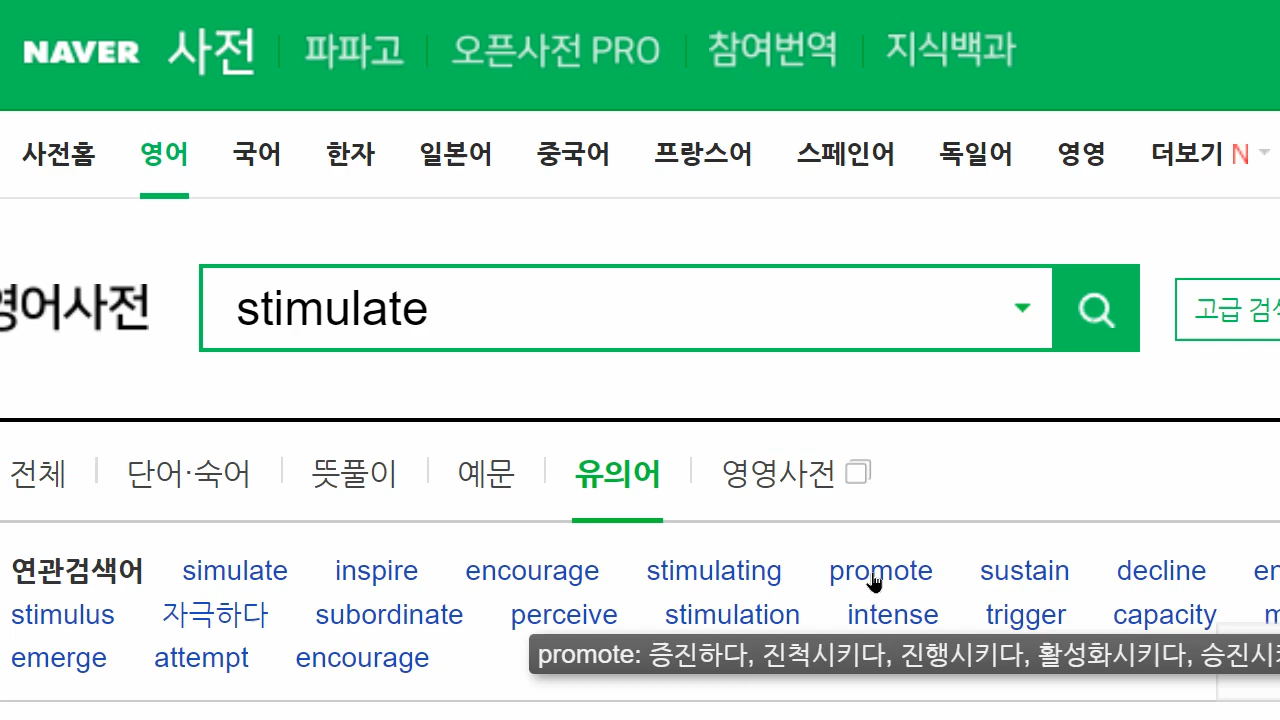 NAVER 사전 파파고 오픈사전 PRO 참여번역 지식백과
사전홈 영어 국어 한자 일본어 중국어 프랑스어 스페인어 독일어 영영 더보기 N
영어사전 stimulate 고급 검색
전체 단어·숙어 뜻풀이 예문 유의어 영영사전
연관검색어 simulate inspire encourage stimulating promote sustain decline
stimulus 자극하다 subordinate perceive stimulation intense trigger capacity
emerge attempt encourage
promote: 증진하다, 진척시키다, 진행시키다, 활성화시키다, 승진시키